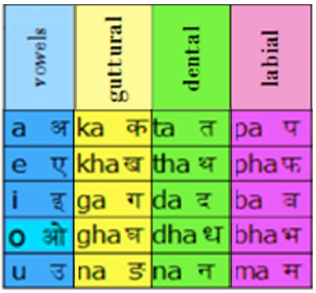 vowels guttural dental labial
a अ ka क ta त pa प
e ए kha ख tha थ pha फ
i इ ga ग da द ba ब
o ओ gha घ dha ध bha भ
u उ na ङ na न ma म